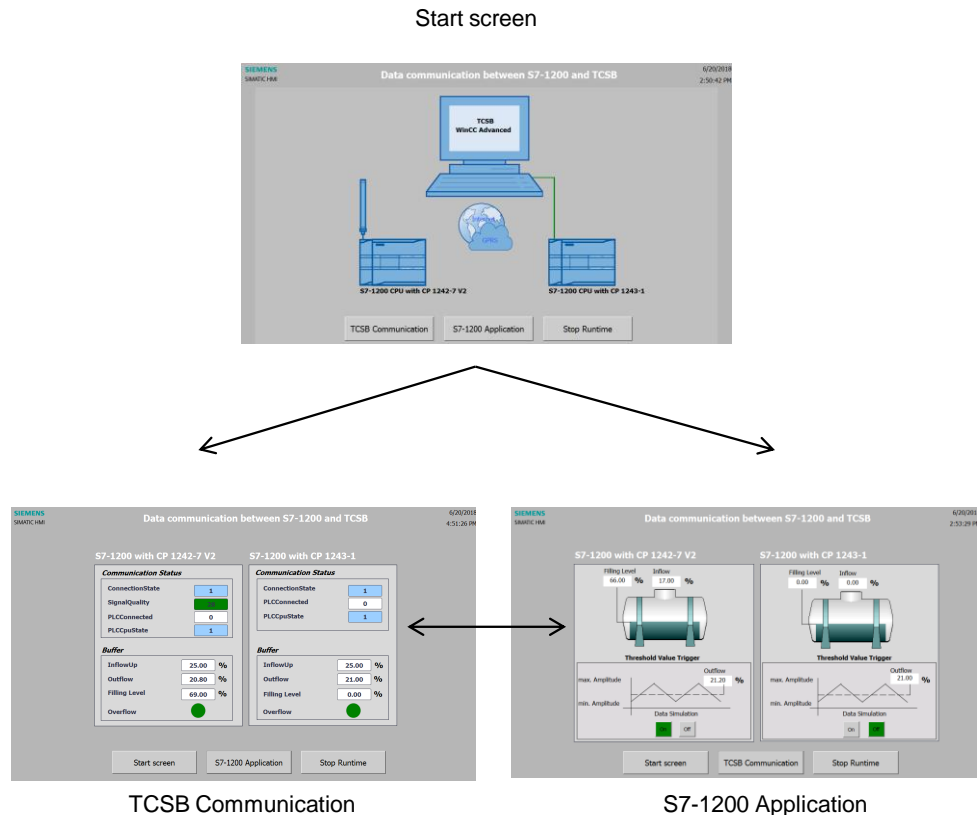 Start screen
SIEMENS
SIMATIC HMI
Data communication between S7-1200 and TCSB
6/20/2018
2:50:42 PM
TCSB
WinCC Advanced
Internet
GPRS
S7-1200 CPU with CP 1242-7 V2
S7-1200 CPU with CP 1243-1
TCSB Communication
S7-1200 Application
Stop Runtime
SIEMENS
SIMATIC HMI
Data communication between S7-1200 and TCSB
6/20/2018
4:51:26 PM
S7-1200 with CP 1242-7 V2
Communication Status
ConnectionState 1
SignalQuality
PLCConnected 0
PLCCpuState 1
Buffer
InflowUp 25.00 %
Outflow 20.80 %
Filling Level 69.00 %
Overflow
S7-1200 with CP 1243-1
Communication Status
ConnectionState 1
PLCConnected 0
PLCCpuState 1
Buffer
InflowUp 25.00 %
Outflow 21.00 %
Filling Level 0.00 %
Overflow
Start screen
S7-1200 Application
Stop Runtime
TCSB Communication
SIEMENS
SIMATIC HMI
Data communication between S7-1200 and TCSB
6/20/201
2:53:29 P
S7-1200 with CP 1242-7 V2
Filling Level Inflow
66.00 % 17.00 %
Threshold Value Trigger
Outflow
max. Amplitude 21.20 %
min. Amplitude
Data Simulation
On Off
S7-1200 with CP 1243-1
Filling Level Inflow
0.00 % 0.00 %
Threshold Value Trigger
Outflow
max. Amplitude 21.00 %
min. Amplitude
Data Simulation
On Off
Start screen
TCSB Communication
Stop Runtime
S7-1200 Application